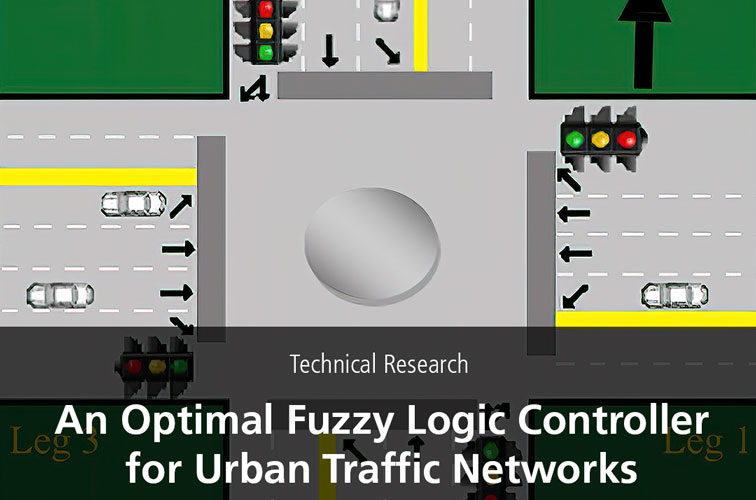 Technical Research
An Optimal Fuzzy Logic Controller
Leg 3
Leg 1
for Urban Traffic Networks